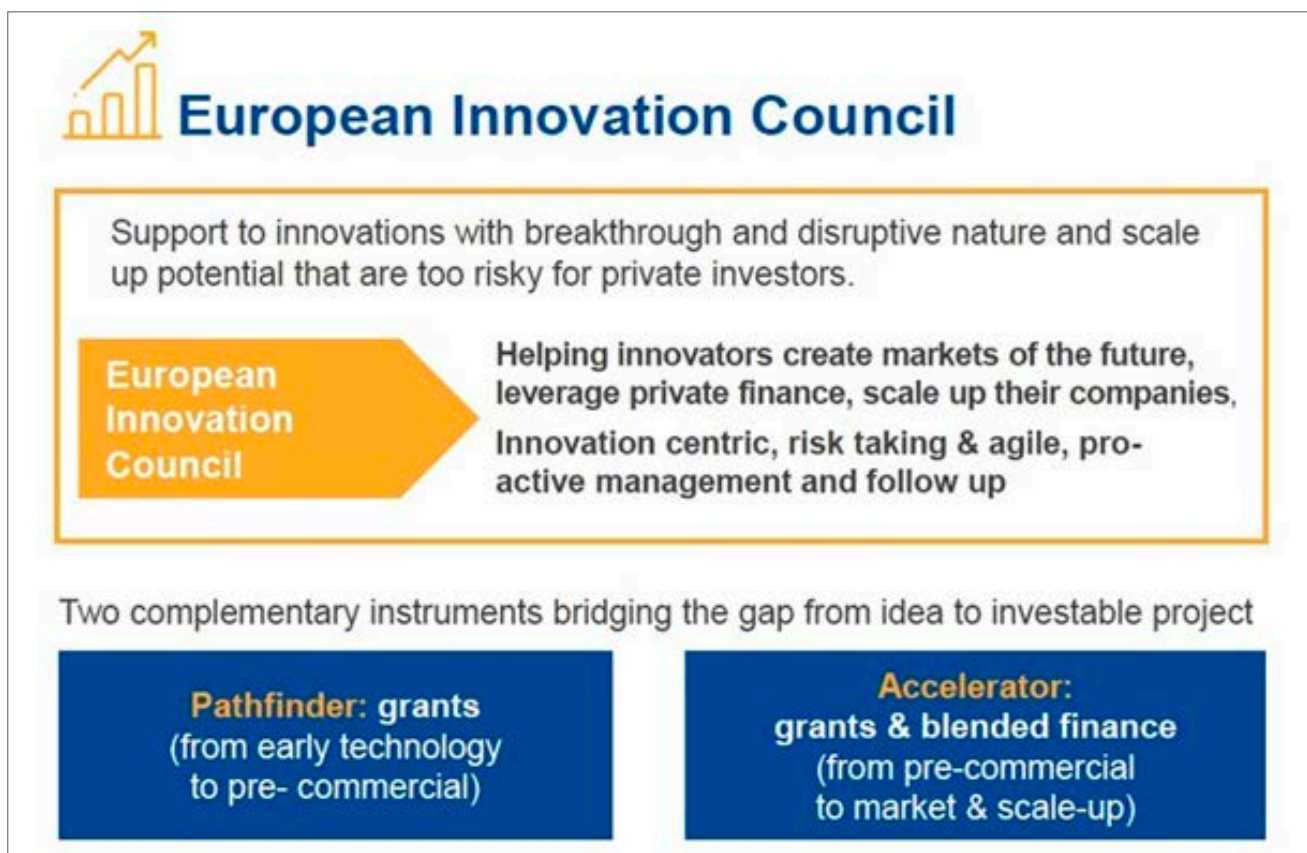 European Innovation Council
Support to innovations with breakthrough and disruptive nature and scale
up potential that are too risky for private investors.
European
Innovation
Council
Helping innovators create markets of the future,
leverage private finance, scale up their companies,
Innovation centric, risk taking & agile, pro-
active management and follow up
Two complementary instruments bridging the gap from idea to investable project
Pathfinder: grants
(from early technology
to pre- commercial)
Accelerator:
grants & blended finance
(from pre-commercial
to market & scale-up)